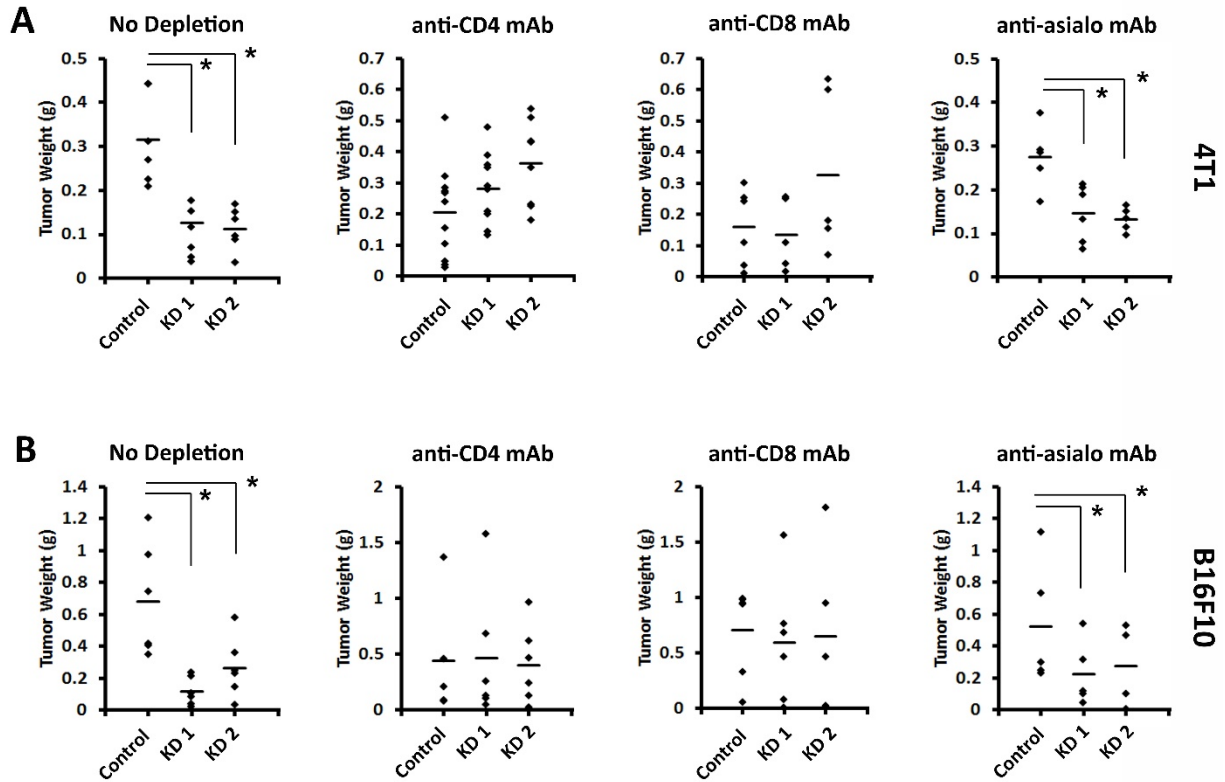 A
No Depletion
anti-CD4 mAb
anti-CD8 mAb
anti-asialo mAb
Tumor Weight (g)
0.5
0.4
0.3
0.2
0.1
0
*
*
Control
KD 1
KD 2
Tumor Weight (g)
0.7
0.6
0.5
0.4
0.3
0.2
0.1
0
Control
KD 1
KD 2
Tumor Weight (g)
0.7
0.6
0.5
0.4
0.3
0.2
0.1
0
Control
KD 1
KD 2
Tumor Weight (g)
0.5
0.4
0.3
0.2
0.1
0
*
*
Control
KD 1
KD 2
4T1
B
No Depletion
anti-CD4 mAb
anti-CD8 mAb
anti-asialo mAb
Tumor Weight (g)
1.4
1.2
1
0.8
0.6
0.4
0.2
0
*
*
Control
KD 1
KD 2
Tumor Weight (g)
2
1.5
1
0.5
0
Control
KD 1
KD 2
Tumor Weight (g)
2
1.5
1
0.5
0
Control
KD 1
KD 2
Tumor Weight (g)
1.4
1.2
1
0.8
0.6
0.4
0.2
0
*
*
Control
KD 1
KD 2
B16F10